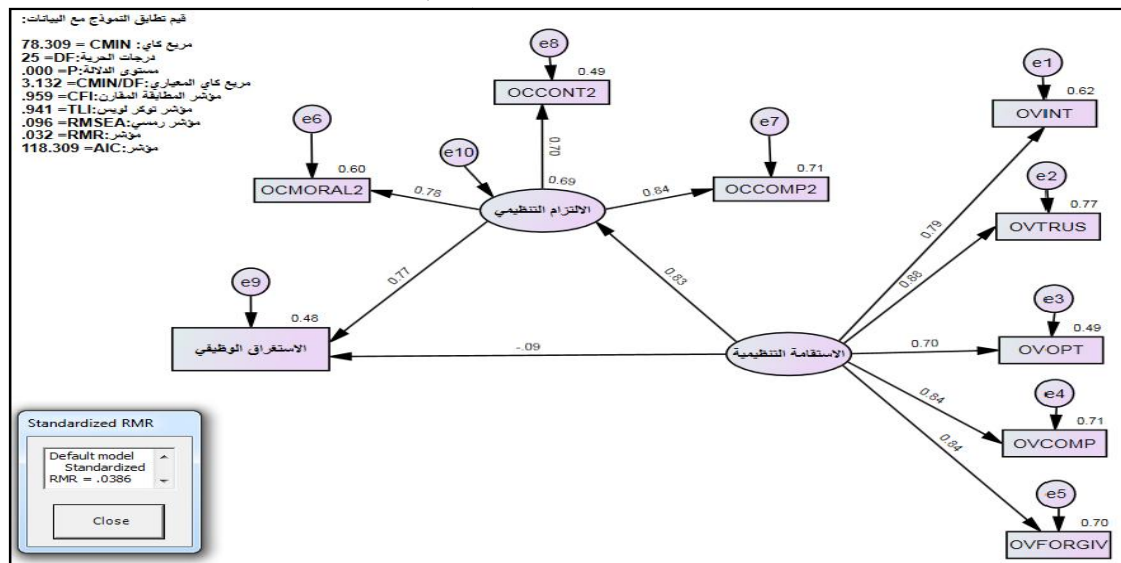 قيم تطابق النموذج مع البيانات:
مربع كاي: CMIN = 78.309
درجات الحرية:DF= 25
مستوى الدلالة:P= .000
مربع كاي المعياري:CMIN/DF= 3.132
مؤشر المطابقة المقارن:CFI= .959
مؤشر توكر لويس:TLI= .941
مؤشر رمسي:RMSEA= .096
مؤشر:RMR= .032
مؤشر:AIC= 118.309
e8
0.49
OCCONT2
e1
0.62
OVINT
e6
0.60
OCMORAL2
e10
0.69
الالتزام التنظيمي
e7
0.71
OCCOMP2
0.70
0.78
0.84
e2
0.77
OVTRUS
0.79
0.88
e9
0.48
الاستغراق الوظيفي
0.77
0.83
-.09
الاستقامة التنظيمية
e3
0.49
OVOPT
0.70
e4
0.71
OVCOMP
0.84
0.84
e5
0.70
OVFORGIV
Standardized RMR
Default model
Standardized
RMR = .0386
Close